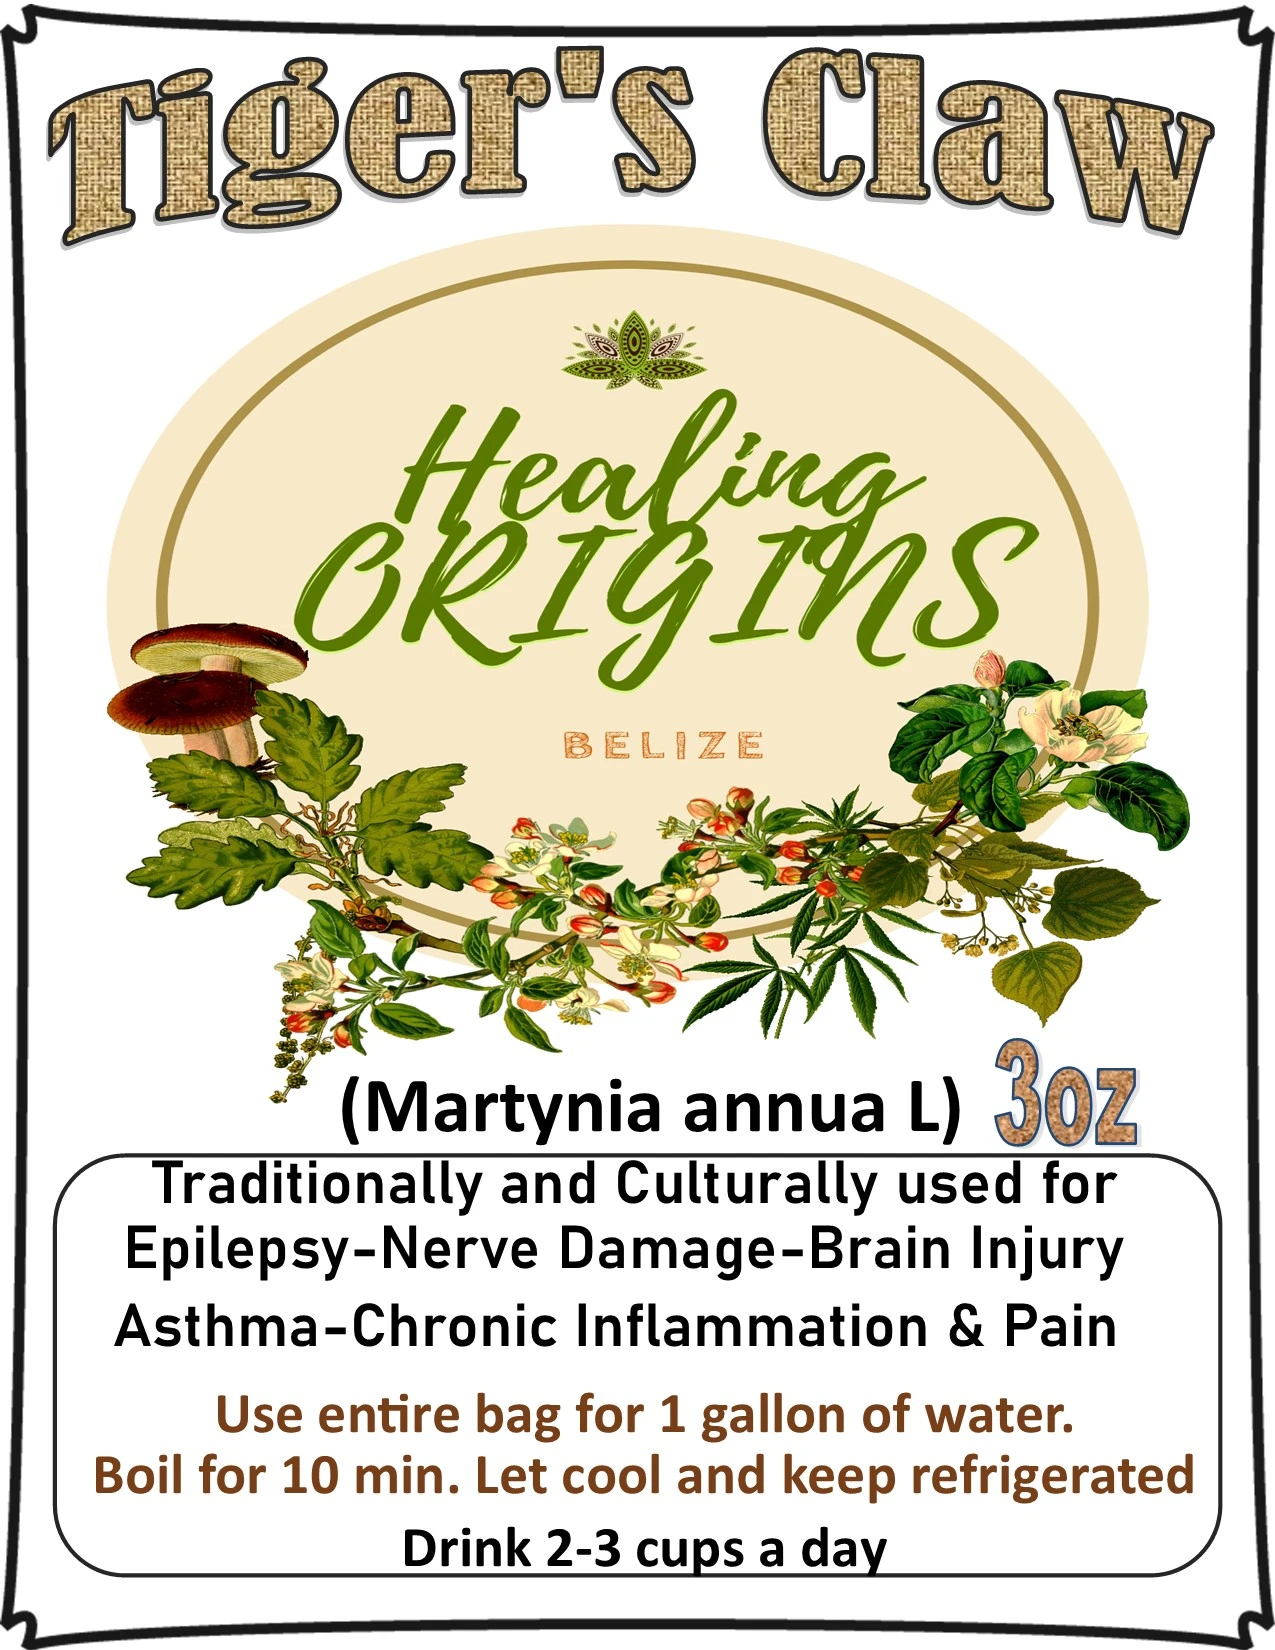 Tiger's Claw
Healing
ORIGINS
BELIZE
(Martynia annua L) 3oz
Traditionally and Culturally used for
Epilepsy-Nerve Damage-Brain Injury
Asthma-Chronic Inflammation & Pain
Use entire bag for 1 gallon of water.
Boil for 10 min. Let cool and keep refrigerated
Drink 2-3 cups a day